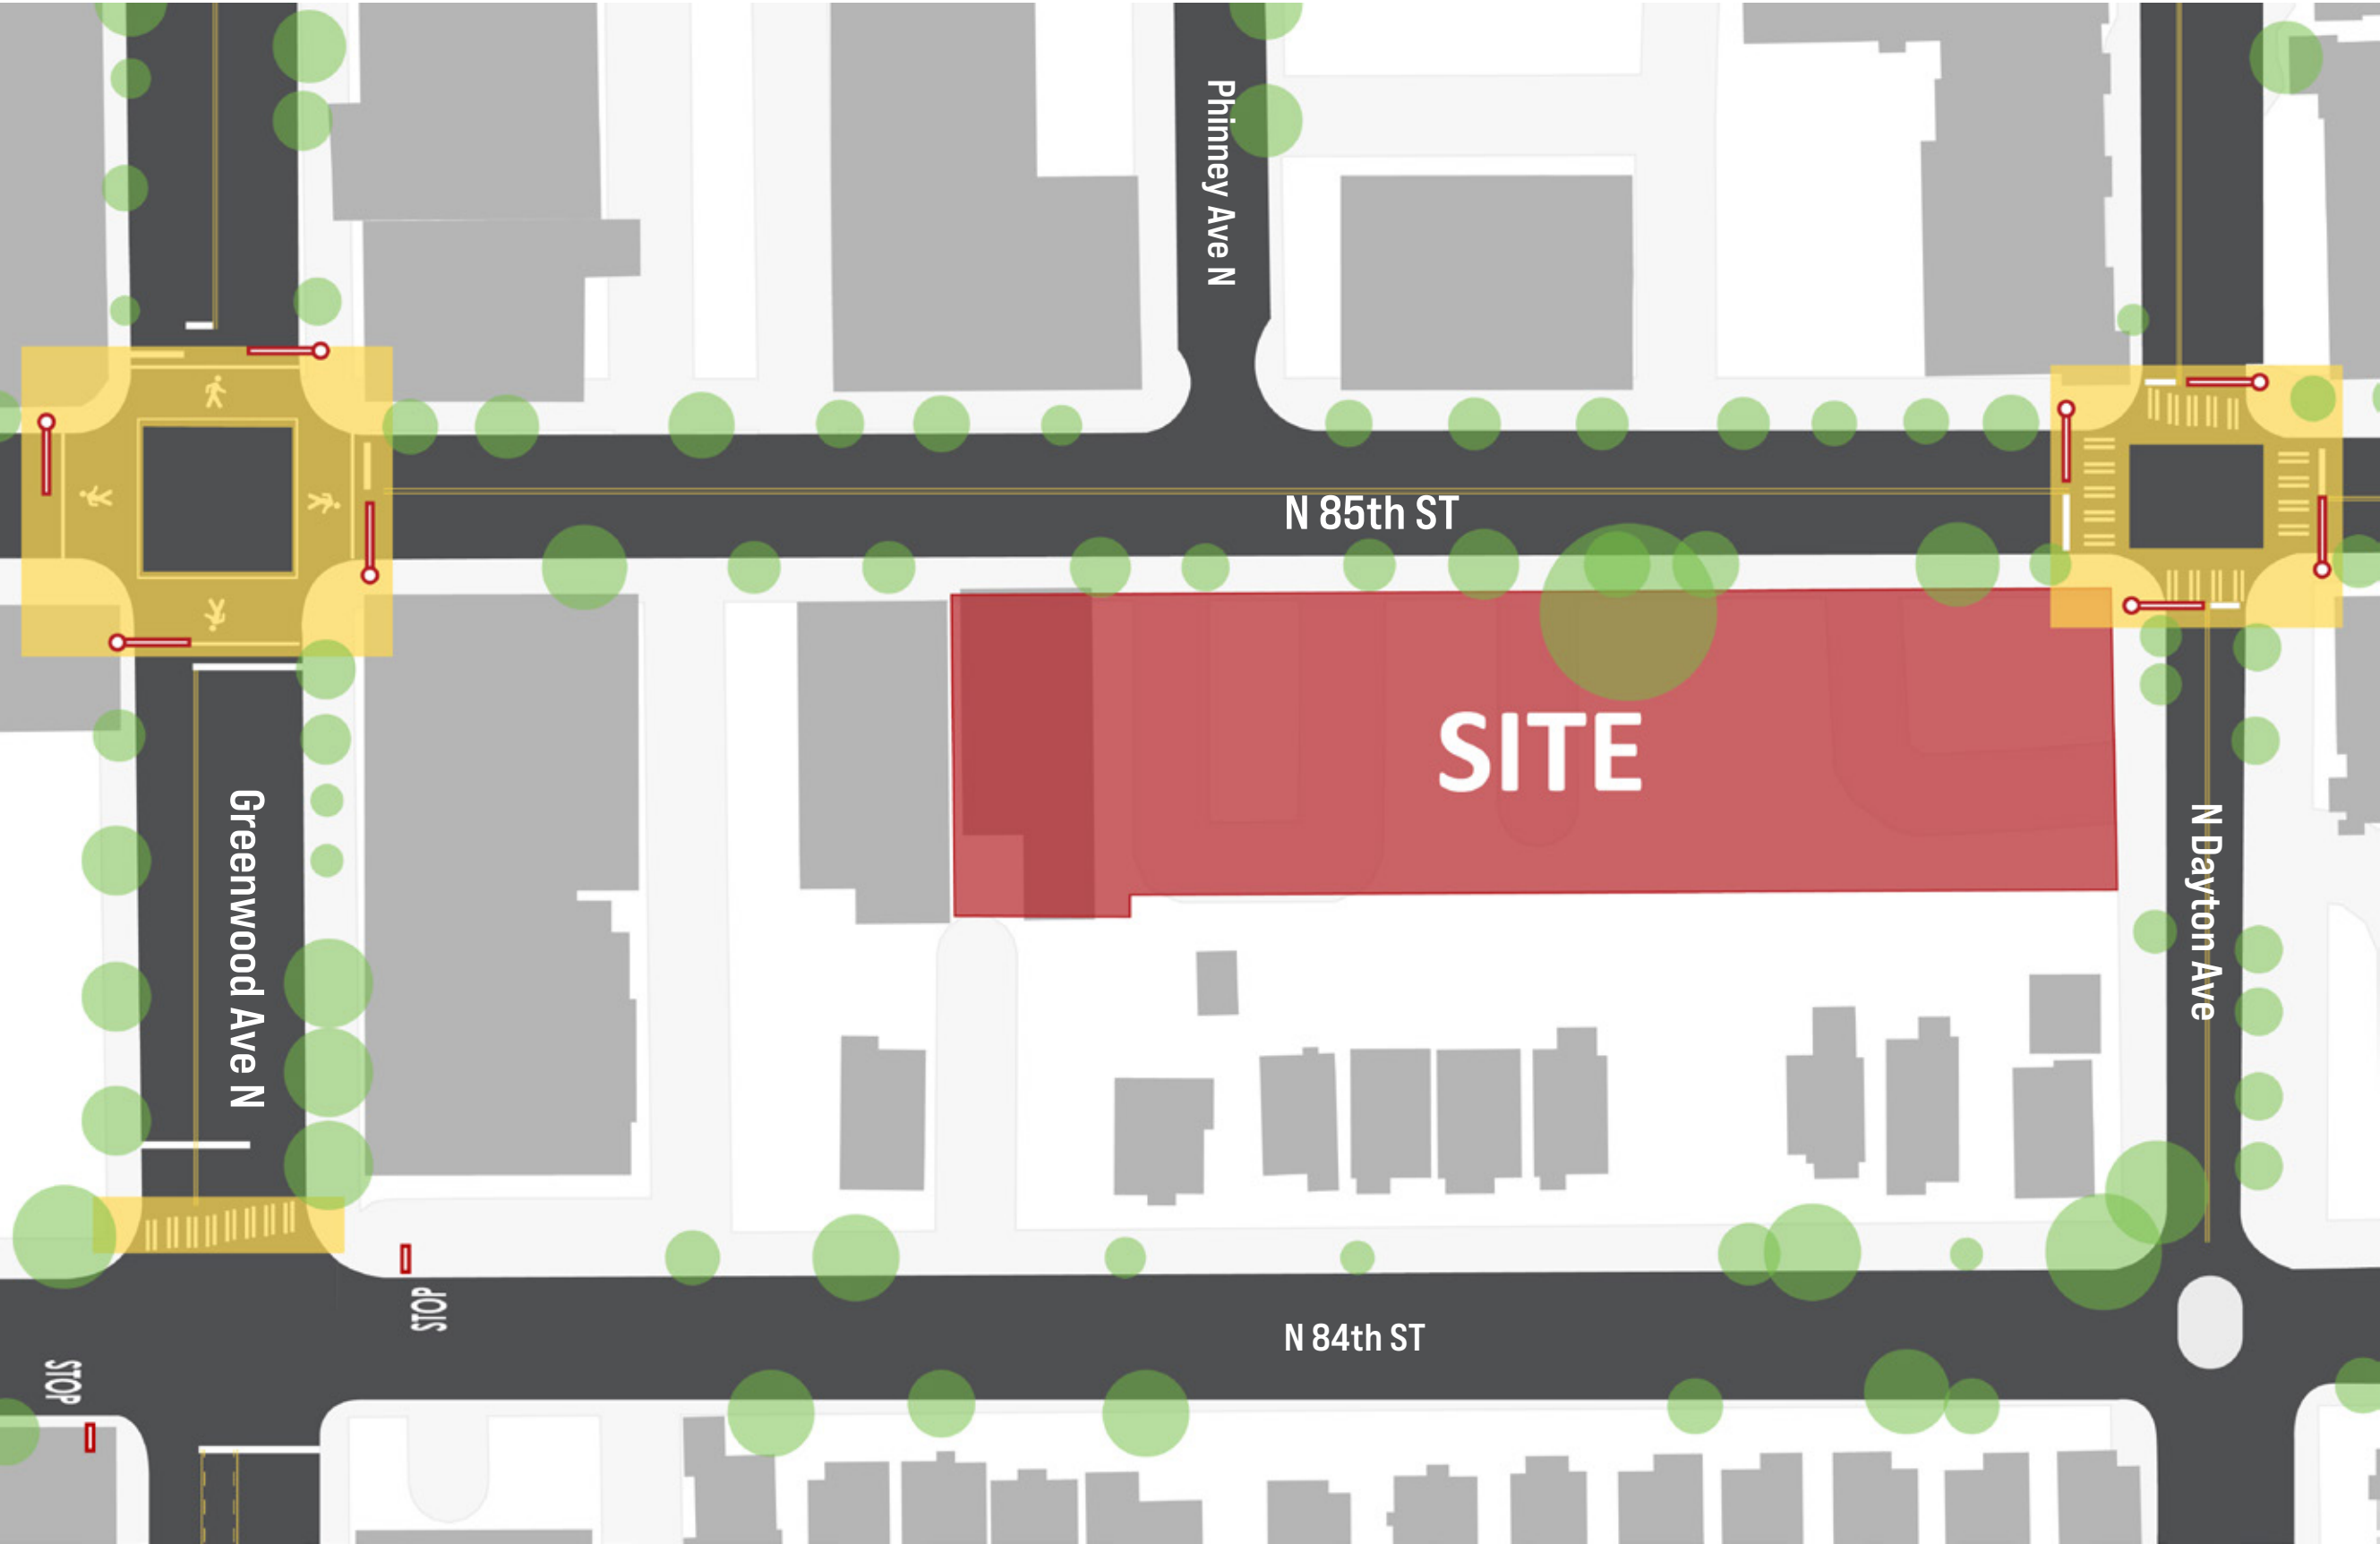 Phinney Ave N
N 85th ST
SITE
Greenwood Ave N
N Dayton Ave
STOP
N 84th ST
STOP